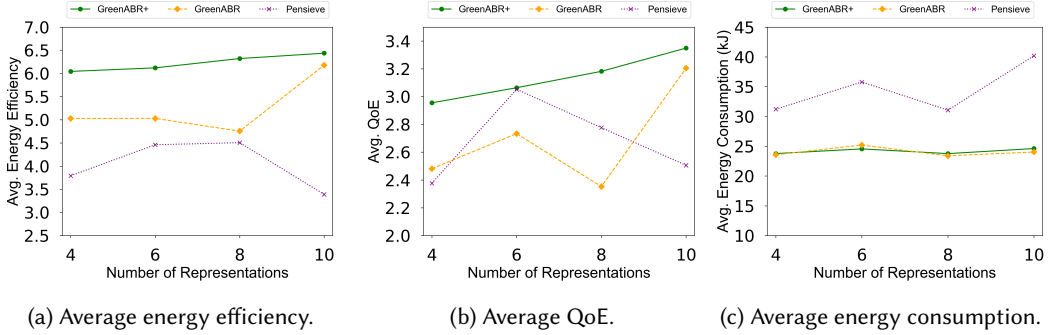 GreenABR+ GreenABR Pensieve
7.0
6.5
6.0
5.5
5.0
4.5
4.0
3.5
3.0
2.5
4 6 8 10
Avg. Energy Efficiency
Number of Representations
(a) Average energy efficiency.
GreenABR+ GreenABR Pensieve
3.4
3.2
3.0
2.8
2.6
2.4
2.2
2.0
4 6 8 10
Avg. QoE
Number of Representations
(b) Average QoE.
GreenABR+ GreenABR Pensieve
45
40
35
30
25
20
15
10
4 6 8 10
Avg. Energy Consumption (kJ)
Number of Representations
(c) Average energy consumption.